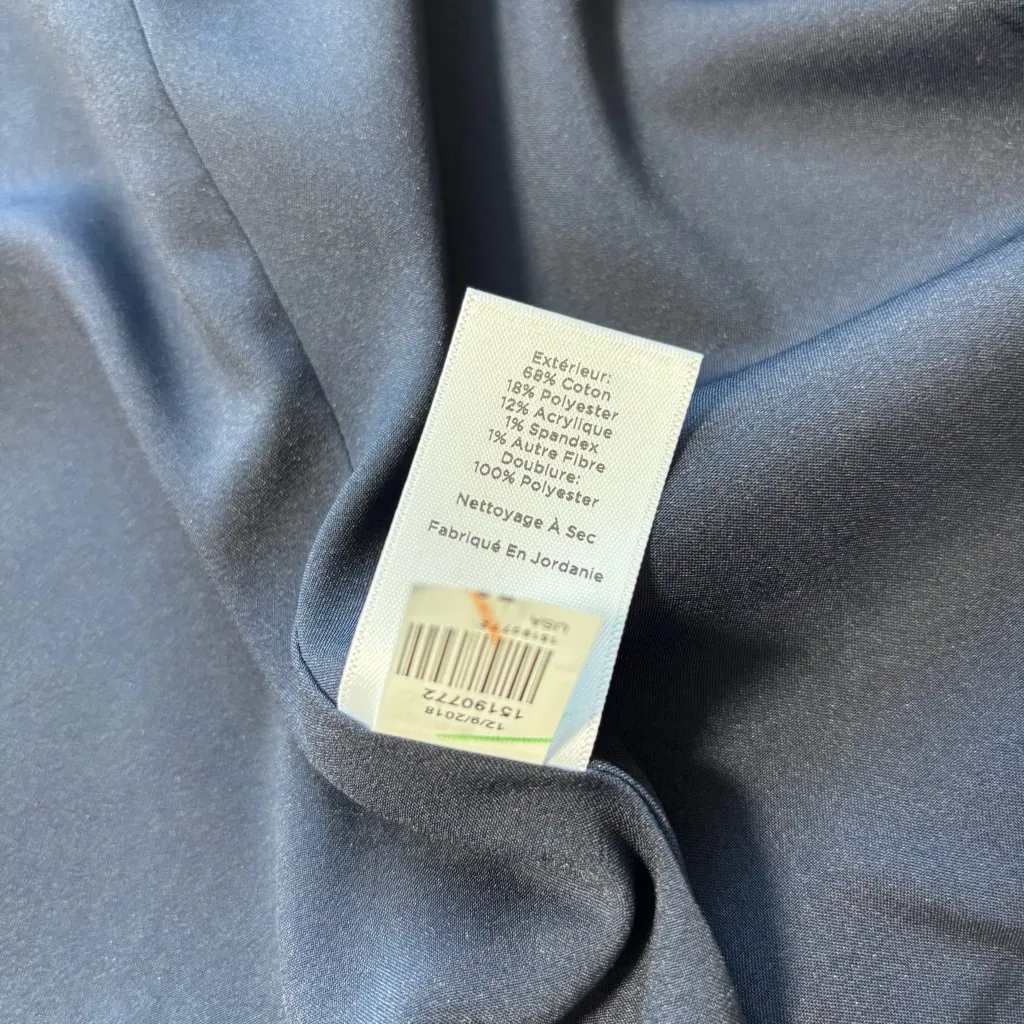 Extérieur:
68% Coton
18% Polyester
12% Acrylique
1% Spandex
1% Autre Fibre
Doublure:
100% Polyester
Nettoyage À Sec
Fabriqué En Jordanie
12/9/2018
15190772
USA